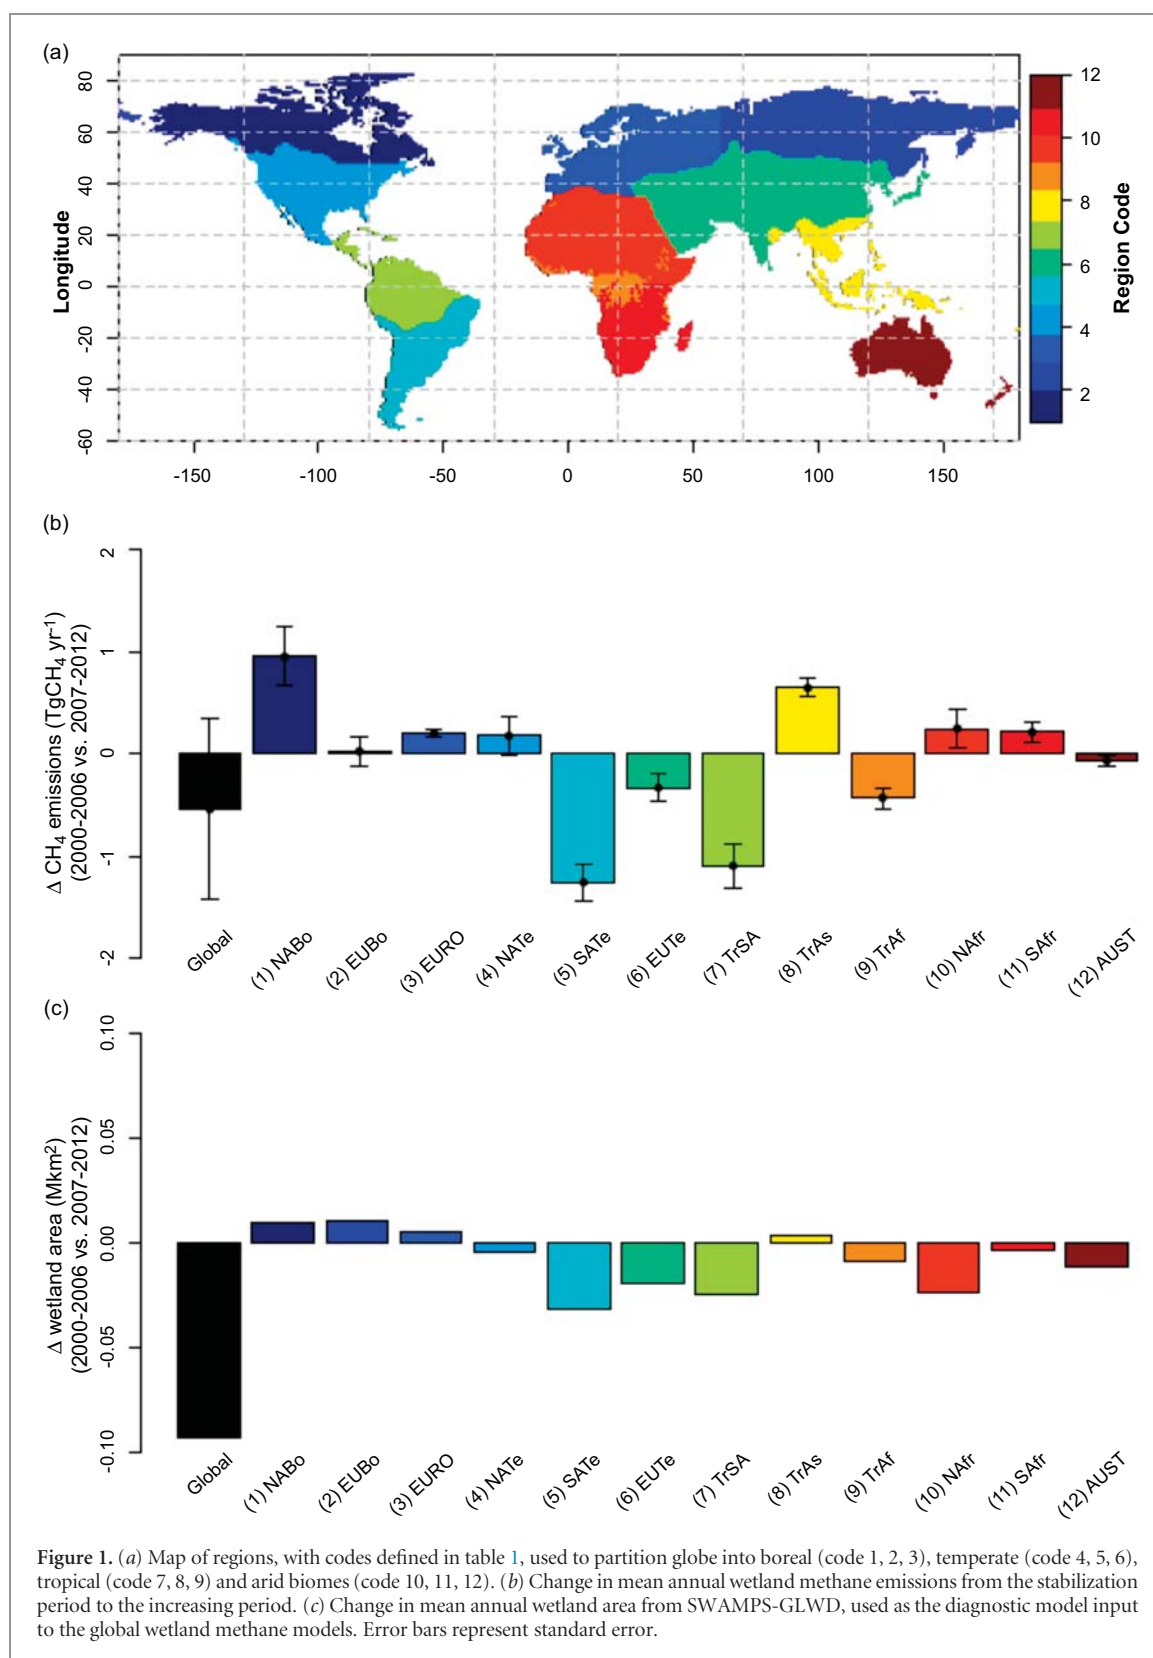 (a)
80
60
40
20
0
-20
-40
-60
Longitude
-150
-100
-50
0
50
100
150
12
10
8
6
4
2
Region Code
(b)
2
1
0
-1
-2
Δ CH4 emissions (TgCH4 yr-1)
(2000-2006 vs. 2007-2012)
Global
(1) NABo
(2) EUBo
(3) EURO
(4) NATe
(5) SATe
(6) EUTe
(7) TrSA
(8) TrAs
(9) TrAf
(10) NAfr
(11) SAfr
(12) AUST
(c)
0.10
0.05
0.00
-0.05
-0.10
Δ wetland area (Mkm2)
(2000-2006 vs. 2007-2012)
Global
(1) NABo
(2) EUBo
(3) EURO
(4) NATe
(5) SATe
(6) EUTe
(7) TrSA
(8) TrAs
(9) TrAf
(10) NAfr
(11) SAfr
(12) AUST
Figure 1. (a) Map of regions, with codes defined in table 1, used to partition globe into boreal (code 1, 2, 3), temperate (code 4, 5, 6),
tropical (code 7, 8, 9) and arid biomes (code 10, 11, 12). (b) Change in mean annual wetland methane emissions from the stabilization
period to the increasing period. (c) Change in mean annual wetland area from SWAMPS-GLWD, used as the diagnostic model input
to the global wetland methane models. Error bars represent standard error.